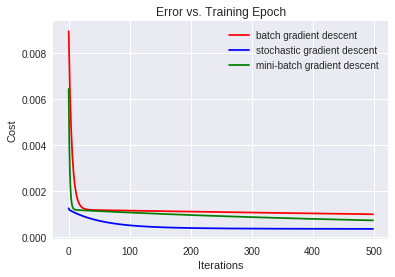 Error vs. Training Epoch
batch gradient descent
stochastic gradient descent
mini-batch gradient descent
Cost
0.008
0.006
0.004
0.002
0.000
0
100
200
300
400
500
Iterations